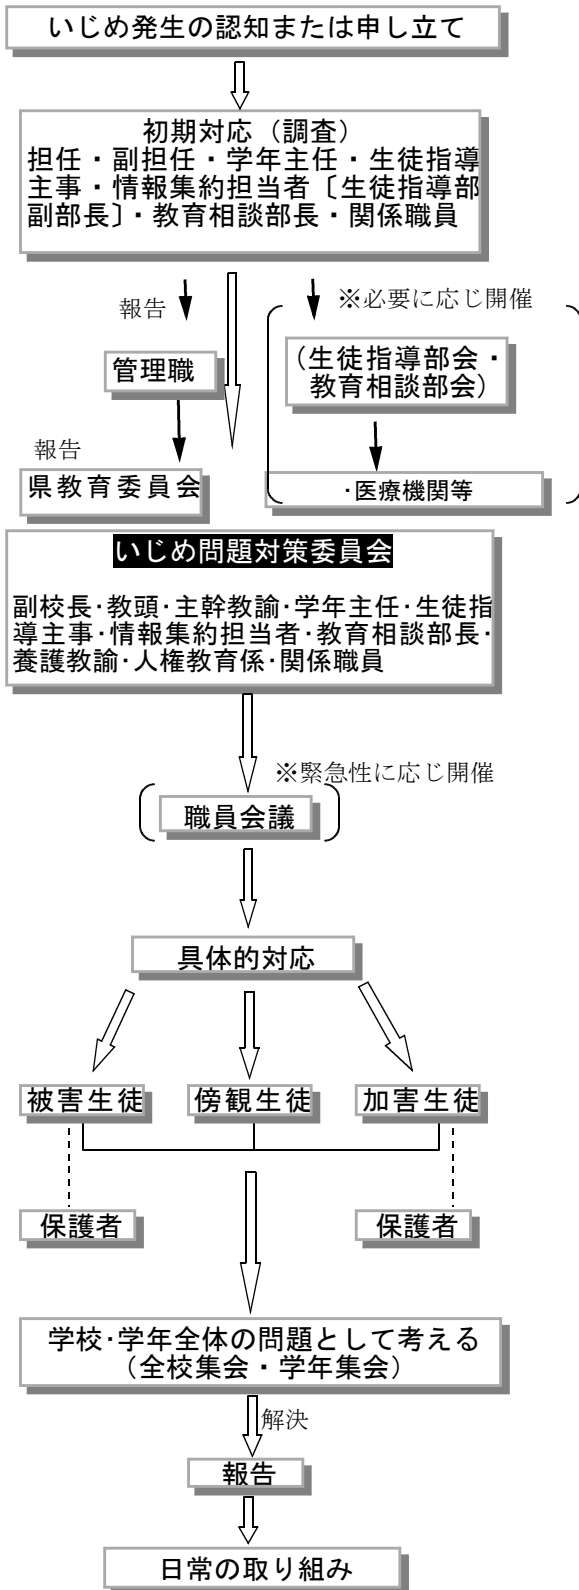 いじめ発生の認知または申し立て
初期対応（調査）
担任・副担任・学年主任・生徒指導
主事・情報集約担当者〔生徒指導部
副部長〕・教育相談部長・関係職員
報告
※必要に応じ開催
管理職
（生徒指導部会・
教育相談部会）
報告
県教育委員会
・医療機関等
いじめ問題対策委員会
副校長・教頭・主幹教諭・学年主任・生徒指
導主事・情報集約担当者・教育相談部長・
養護教諭・人権教育係・関係職員
※緊急性に応じ開催
職員会議
具体的対応
被害生徒
傍観生徒
加害生徒
保護者
保護者
学校・学年全体の問題として考える
（全校集会・学年集会）
解決
報告
日常の取り組み